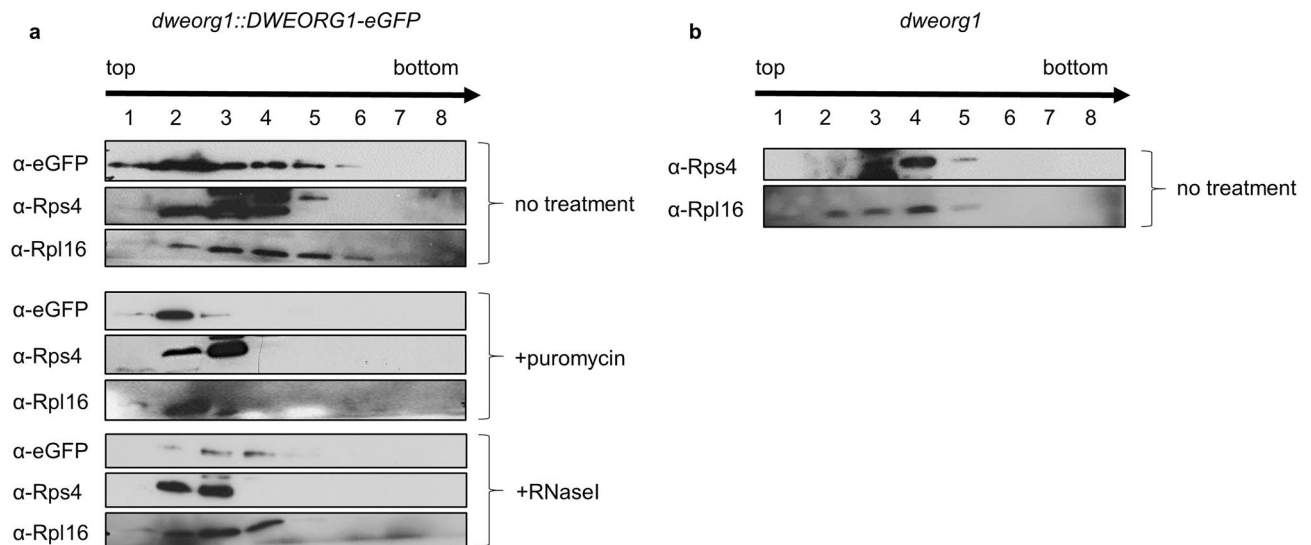 a
dweorg1::DWEORG1-eGFP
top bottom
1 2 3 4 5 6 7 8
α-eGFP
α-Rps4
α-Rpl16
no treatment
α-eGFP
α-Rps4
α-Rpl16
+puromycin
α-eGFP
α-Rps4
α-Rpl16
+RNaseI
b
dweorg1
top bottom
1 2 3 4 5 6 7 8
α-Rps4
α-Rpl16
no treatment